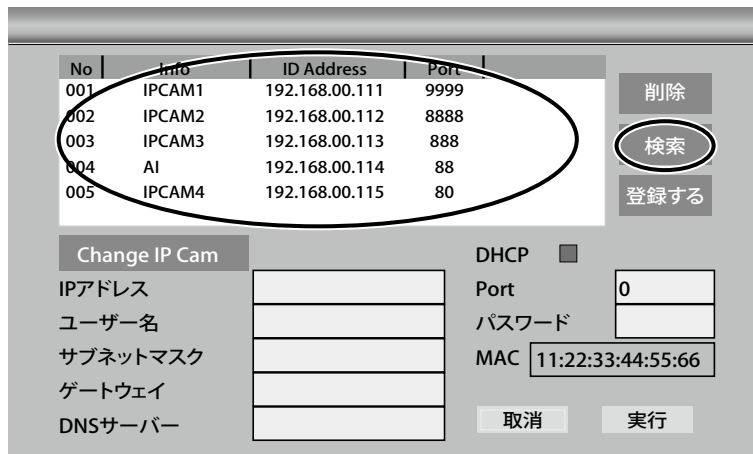 No Info ID Address Port
001 IPCAM1 192.168.00.111 9999
002 IPCAM2 192.168.00.112 8888
003 IPCAM3 192.168.00.113 888
004 AI 192.168.00.114 88
005 IPCAM4 192.168.00.115 80
削除
検索
登録する
Change IP Cam
DHCP
IPアドレス
Port 0
ユーザー名
パスワード
サブネットマスク
MAC 11:22:33:44:55:66
ゲートウェイ
DNSサーバー
取消
実行